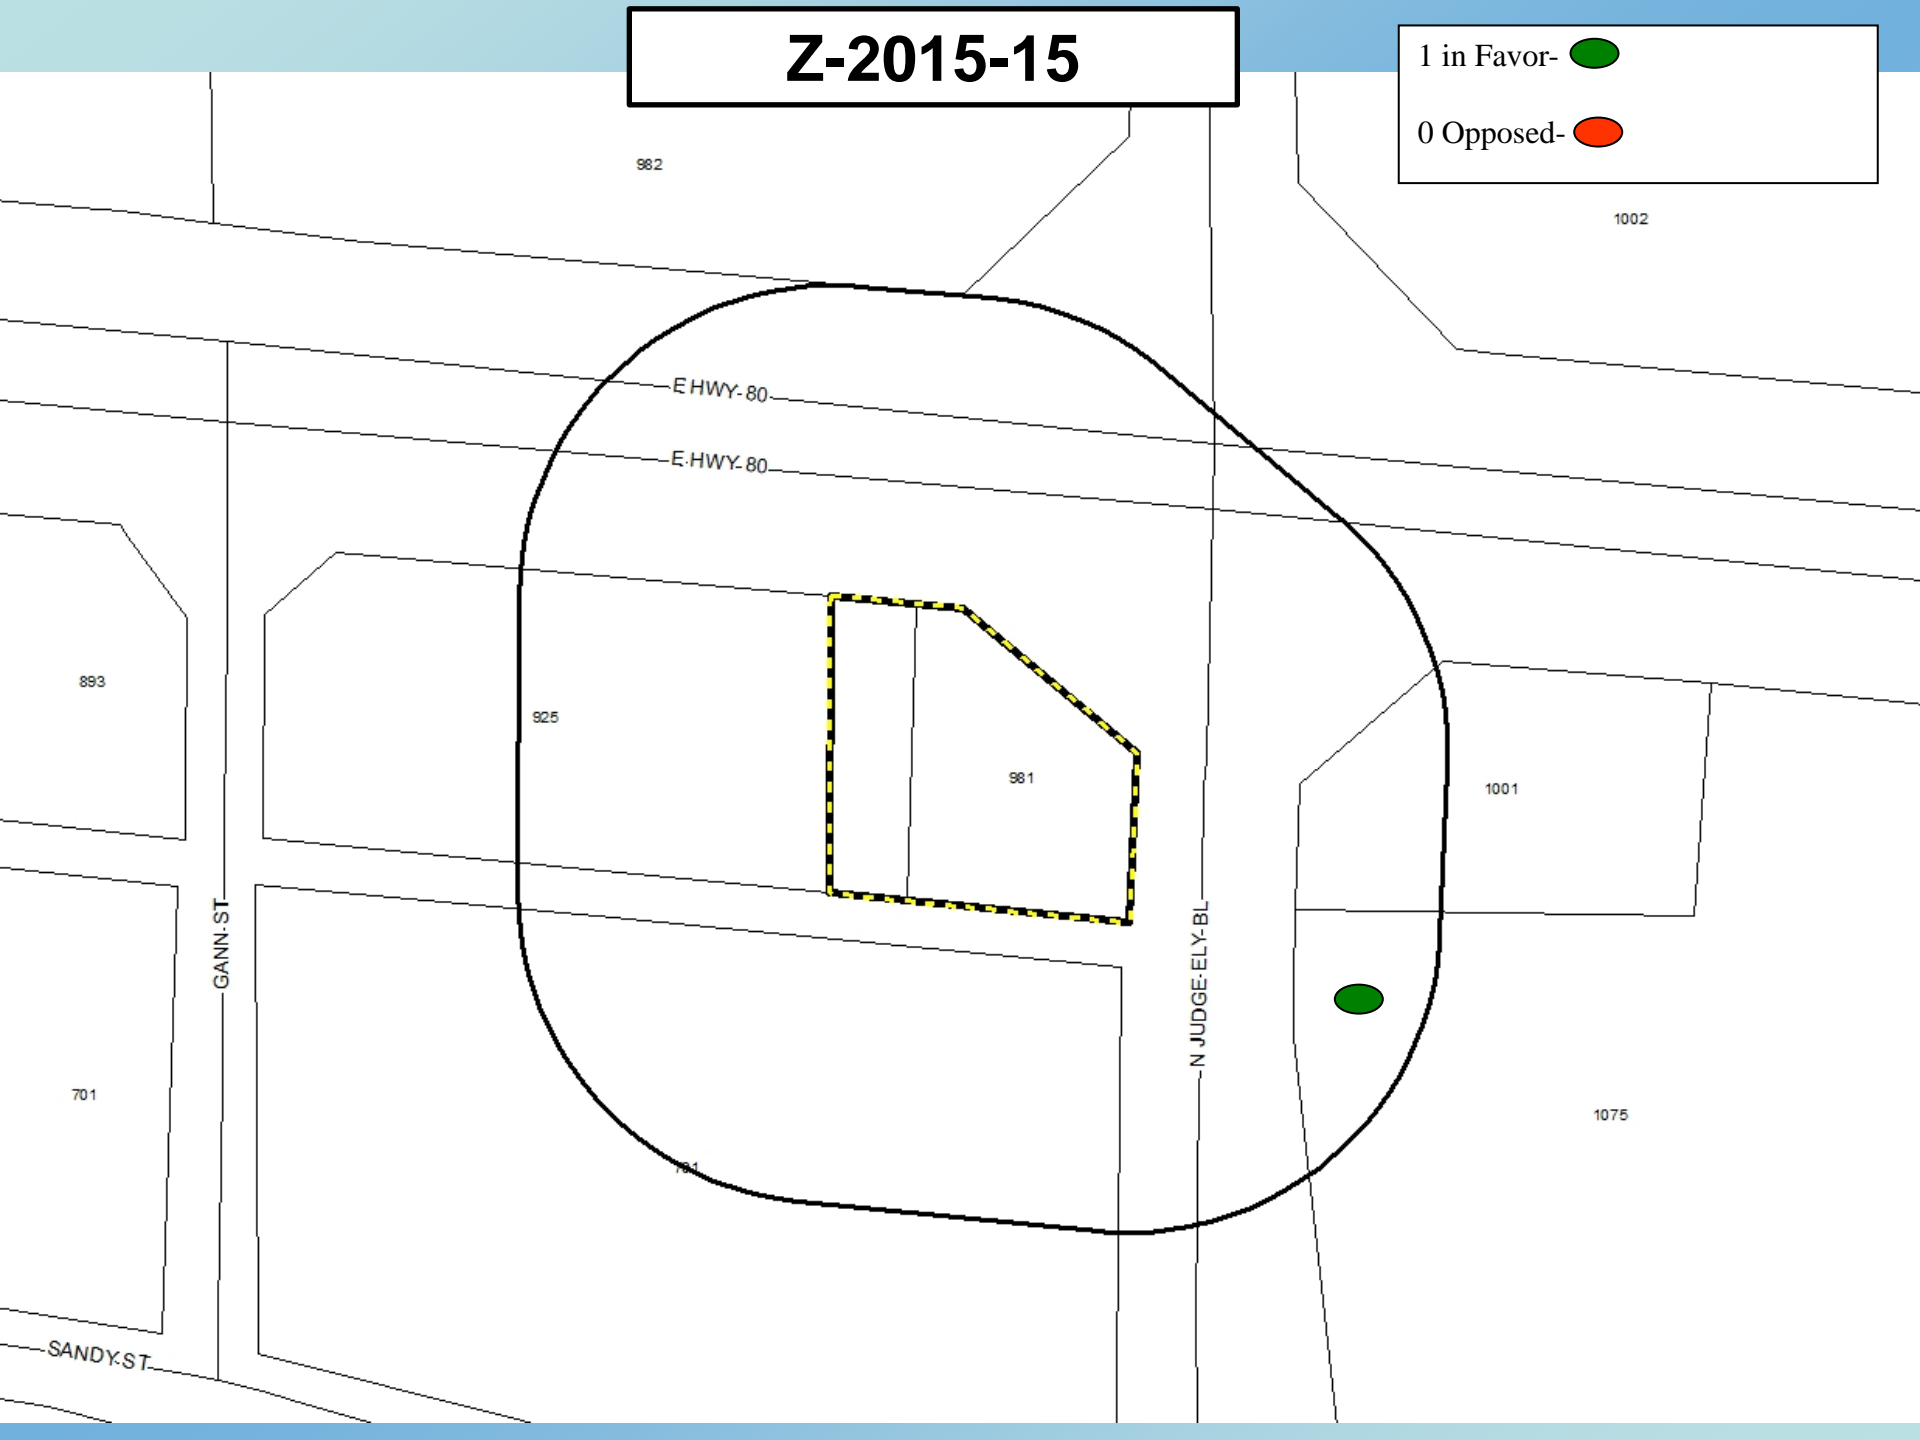 Z-2015-15
1 in Favor-
0 Opposed-
982
1002
E HWY 80
E HWY 80
893
925
981
1001
GANN ST
N JUDGE ELY BL
701
1075
SANDY ST